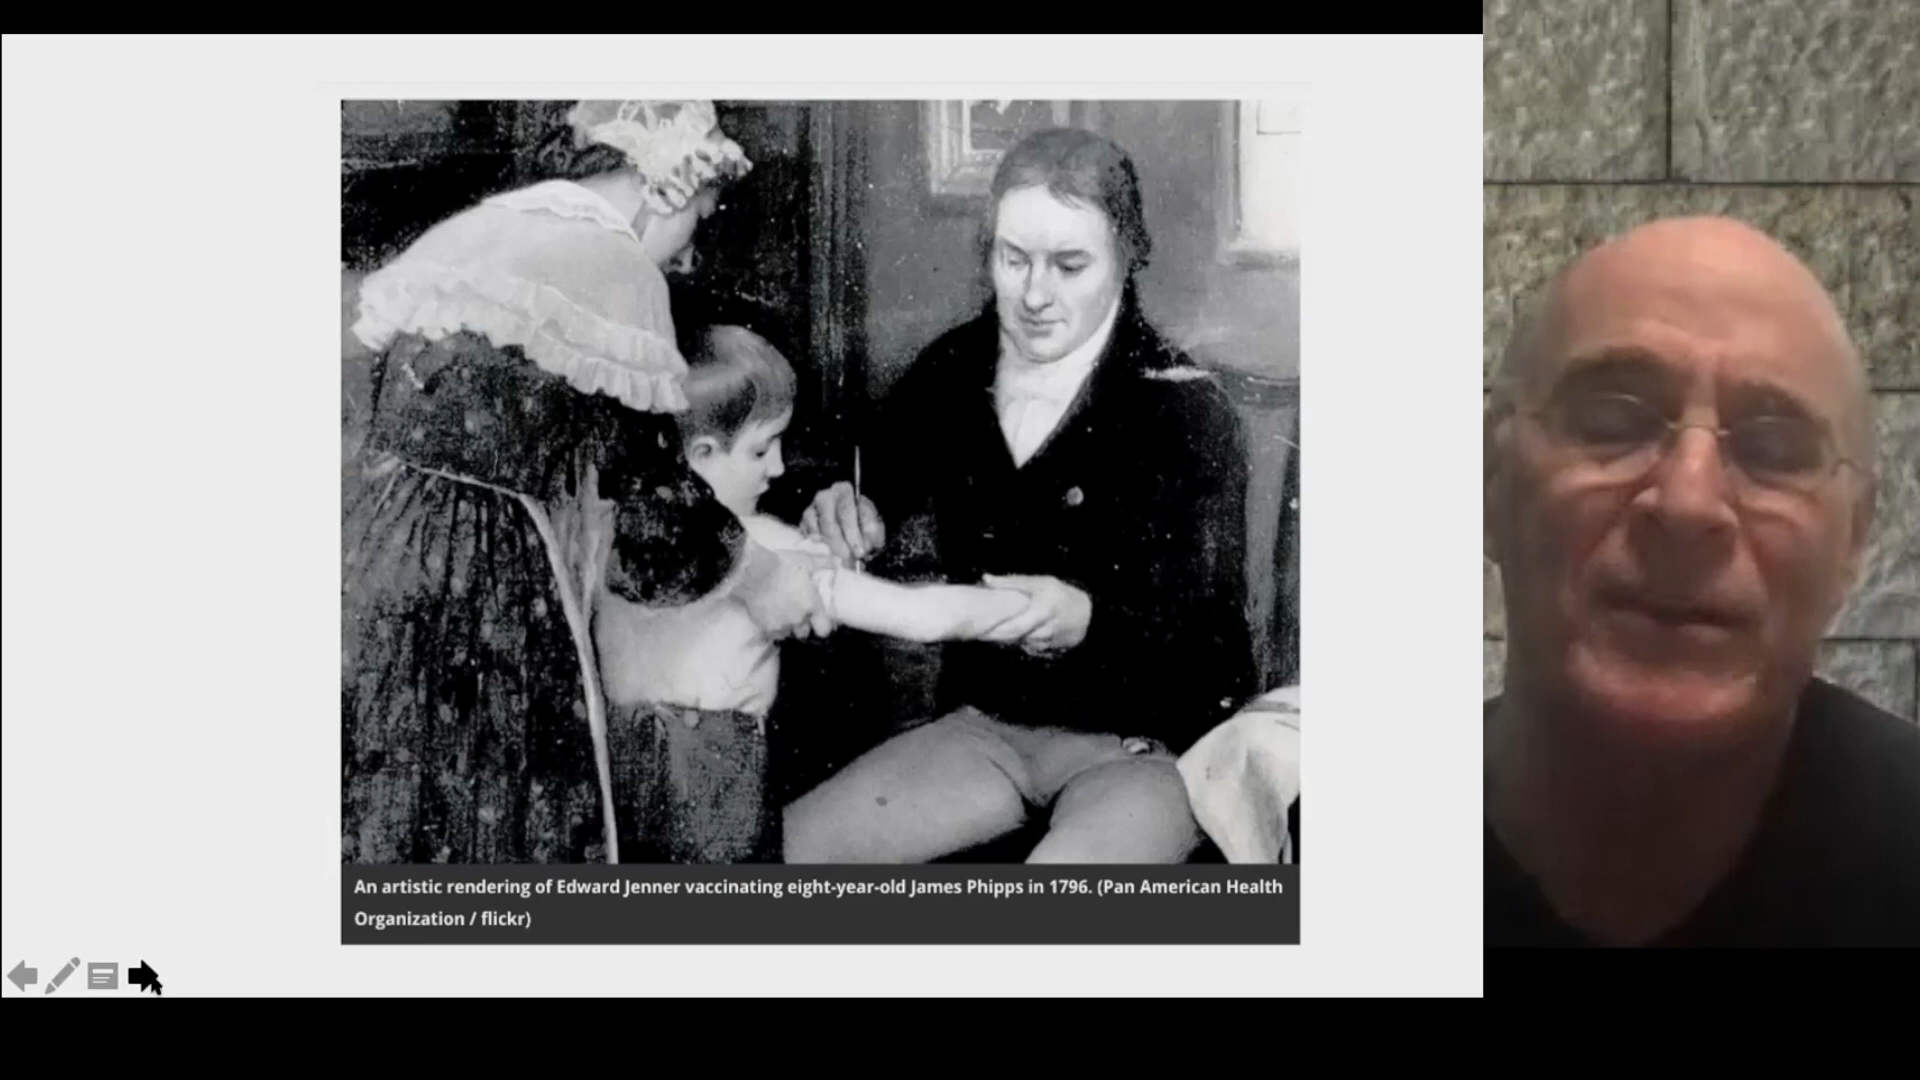 An artistic rendering of Edward Jenner vaccinating eight-year-old James Phipps in 1796. (Pan American Health
Organization / flickr)